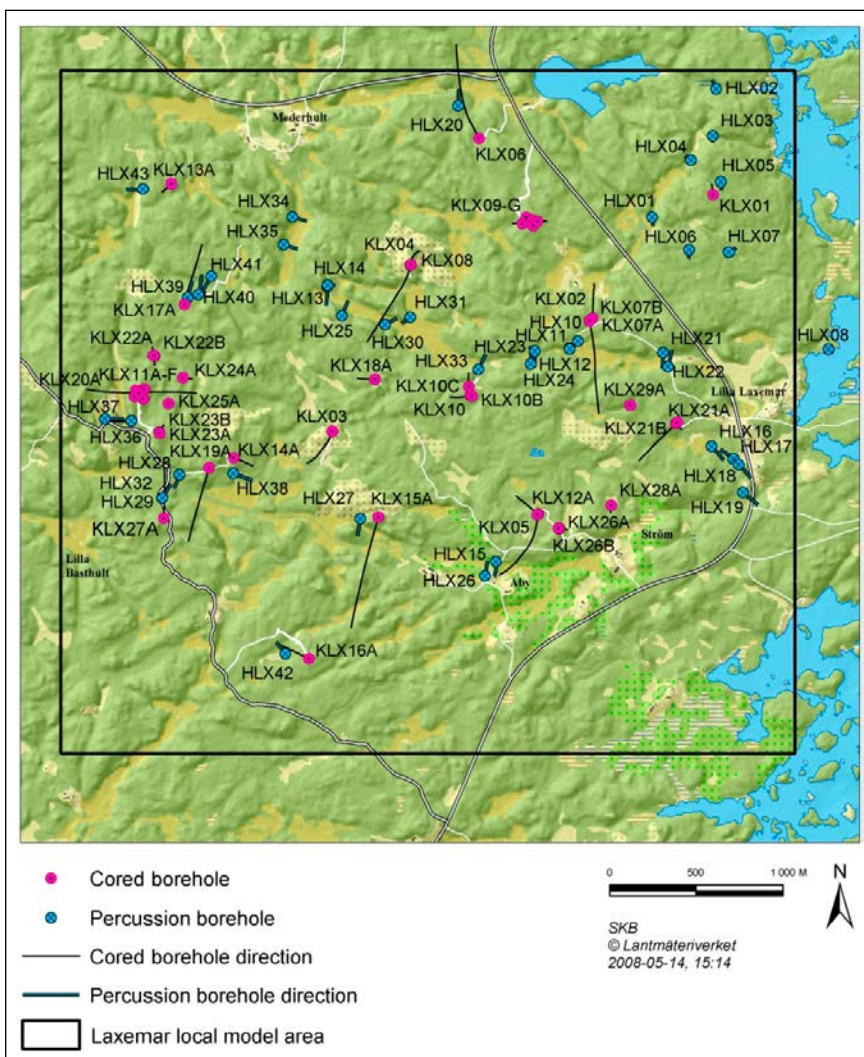 HLX02
HLX20
HLX03
Mederhult
KLX06
HLX04
HLX43
KLX13A
HLX05
KLX01
HLX34
KLX09-G
HLX01
HLX35
KLX04
HLX06
HLX07
HLX41
HLX14
KLX08
HLX39
HLX13
KLX02
HLX40
KLX07B
KLX17A
HLX31
HLX10
KLX07A
HLX25
HLX11
HLX30
HLX23
HLX21
HLX08
KLX22A
KLX22B
HLX33
HLX12
HLX22
KLX24A
KLX18A
HLX24
KLX20A
KLX11A-F
KLX10C
Lilla Laxemar
KLX29A
KLX25A
KLX10
KLX10B
HLX37
KLX21A
KLX23B
KLX03
KLX21B
HLX36
KLX23A
HLX16
KLX19A
KLX14A
HLX17
HLX28
HLX18
HLX32
HLX38
KLX28A
HLX29
HLX27
KLX15A
KLX12A
HLX19
KLX27A
KLX05
KLX26A
Ström
KLX26B
Lilla
Basthult
HLX15
HLX26
Äby
KLX16A
HLX42
Cored borehole
Percussion borehole
Cored borehole direction
Percussion borehole direction
Laxemar local model area
0 500 1 000 M
N
SKB
© Lantmäteriverket
2008-05-14, 15:14